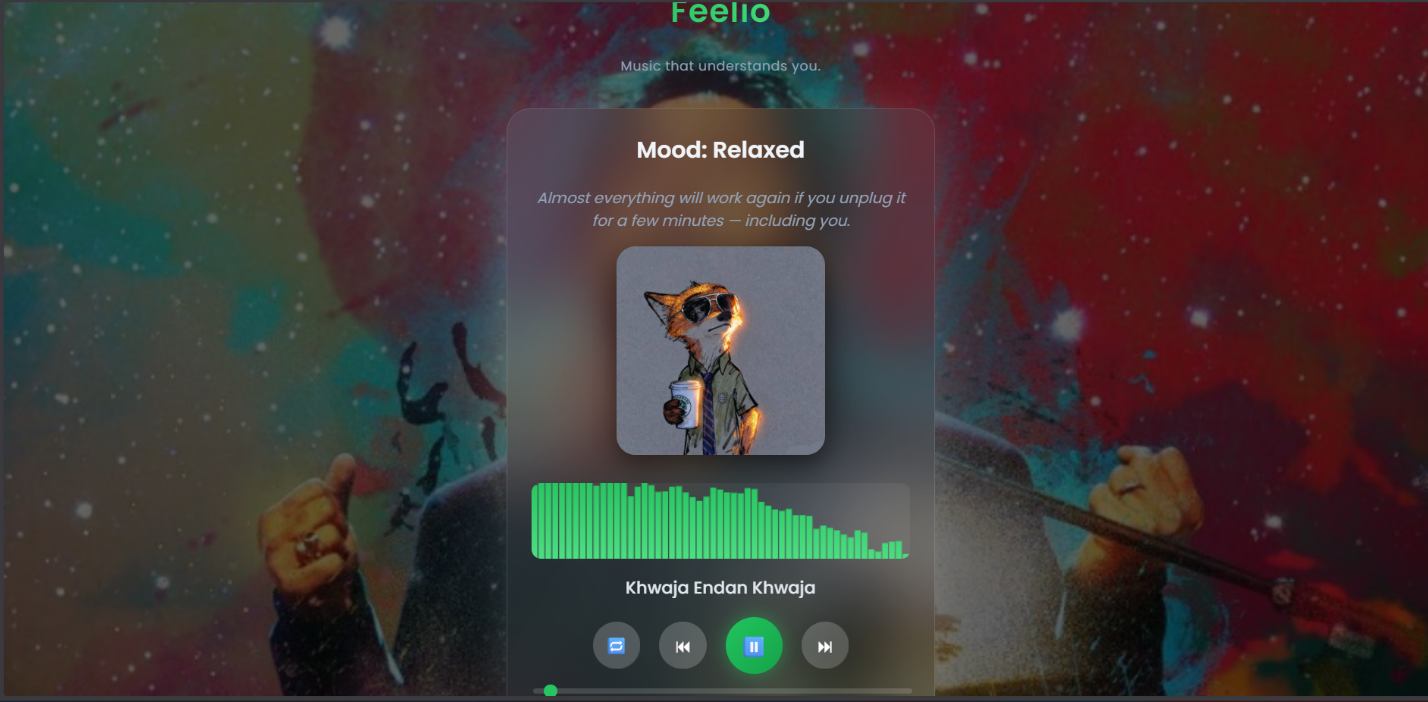 Feelio
Music that understands you.
Mood: Relaxed
Almost everything will work again if you unplug it
for a few minutes — including you.
Khwaja Endan Khwaja